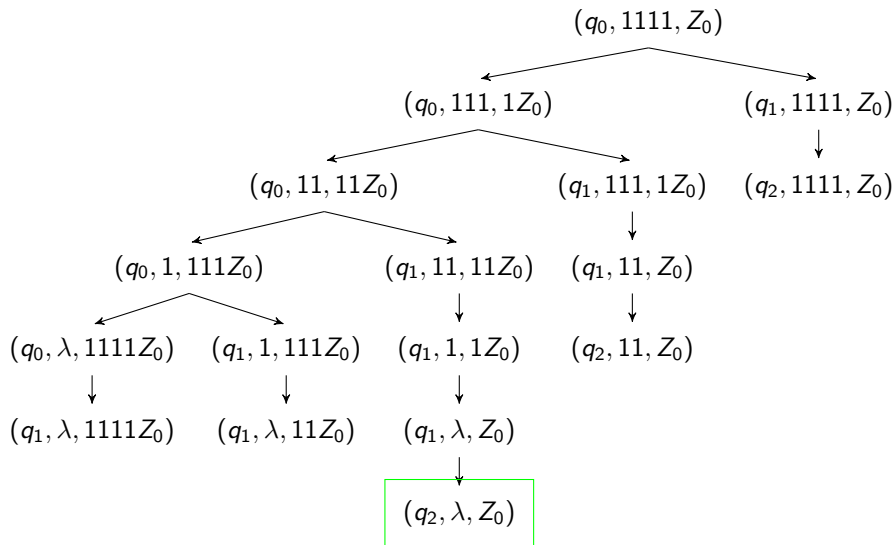 (q₀, 1111, Z₀)
(q₀, 111, 1Z₀) (q₁, 1111, Z₀)
(q₀, 11, 11Z₀) (q₁, 111, 1Z₀) (q₂, 1111, Z₀)
(q₀, 1, 111Z₀) (q₁, 11, 11Z₀) (q₁, 11, Z₀)
(q₀, λ, 1111Z₀) (q₁, 1, 111Z₀) (q₁, 1, 1Z₀) (q₂, 11, Z₀)
(q₁, λ, 1111Z₀) (q₁, λ, 11Z₀) (q₁, λ, Z₀)
(q₂, λ, Z₀)